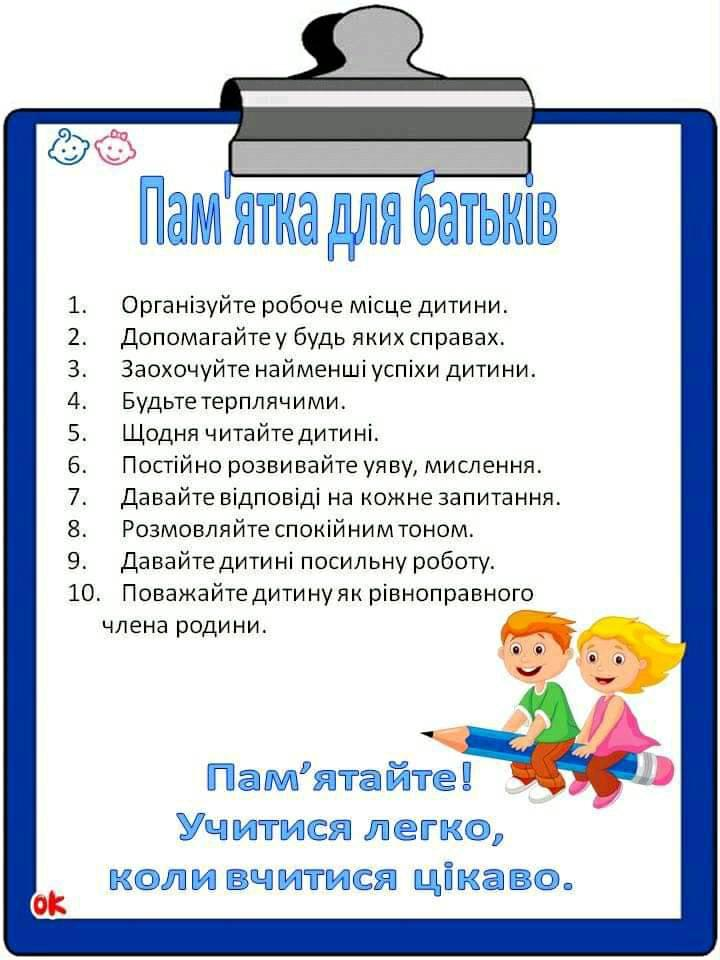 Пам'ятка для батьків
1. Організуйте робоче місце дитини.
2. Допомагайте у будь яких справах.
3. Заохочуйте найменші успіхи дитини.
4. Будьте терплячими.
5. Щодня читайте дитині.
6. Постійно розвивайте уяву, мислення.
7. Давайте відповіді на кожне запитання.
8. Розмовляйте спокійним тоном.
9. Давайте дитині посильну роботу.
10. Поважайте дитину як рівноправного
члена родини.
Пам’ятайте!
Учитися легко,
коли вчитися цікаво.
ok